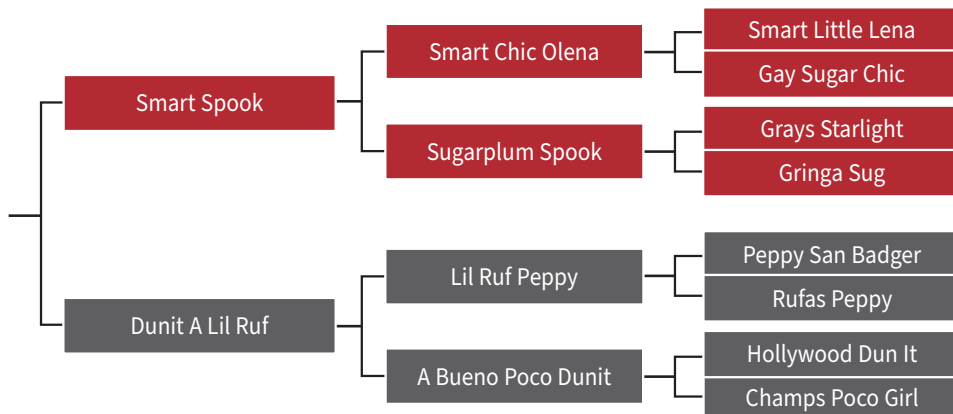 Smart Spook
Smart Chic Olena
Smart Little Lena
Gay Sugar Chic
Sugarplum Spook
Grays Starlight
Gringa Sug
Dunit A Lil Ruf
Lil Ruf Peppy
Peppy San Badger
Rufas Peppy
A Bueno Poco Dunit
Hollywood Dun It
Champs Poco Girl